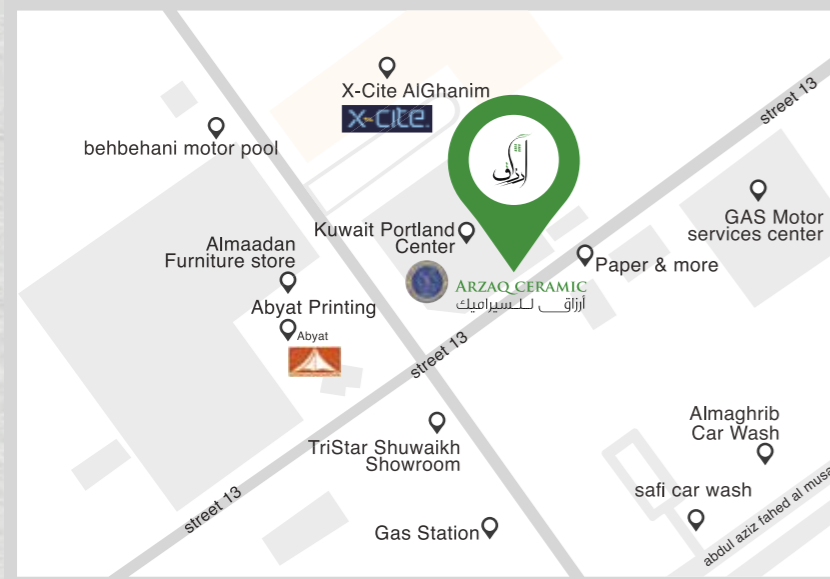 X-Cite AlGhanim
x-cite.
behbehani motor pool
أرزاق
street 13
GAS Motor
services center
Kuwait Portland
Center
Almaadan
Furniture store
Paper & more
ARZAQ CERAMIC
أرزاق للسيراميك
Abyat Printing
Abyat
street 13
Almaghrib
Car Wash
TriStar Shuwaikh
Showroom
safi car wash
street 13
Gas Station
abdul aziz fahed al musa